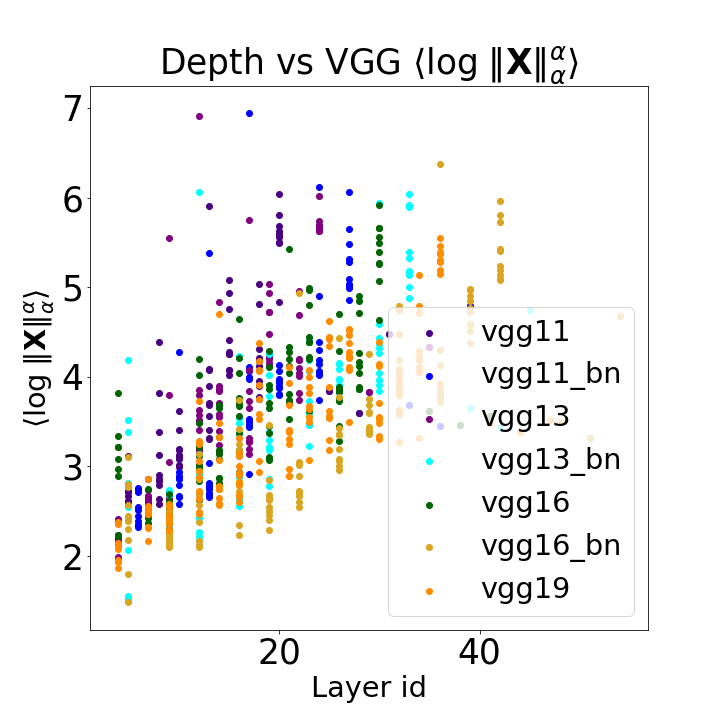 Depth vs VGG ⟨log ‖X‖_α^α⟩
7
6
5
4
3
2
⟨log ‖X‖_α^α⟩
20 40
Layer id
vgg11
vgg11_bn
vgg13
vgg13_bn
vgg16
vgg16_bn
vgg19